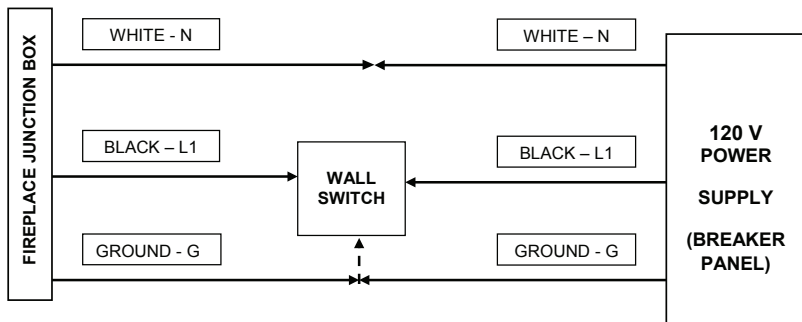 FIREPLACE JUNCTION BOX
WHITE - N
WHITE – N
BLACK – L1
WALL
SWITCH
BLACK – L1
GROUND - G
GROUND - G
120 V
POWER
SUPPLY
(BREAKER
PANEL)